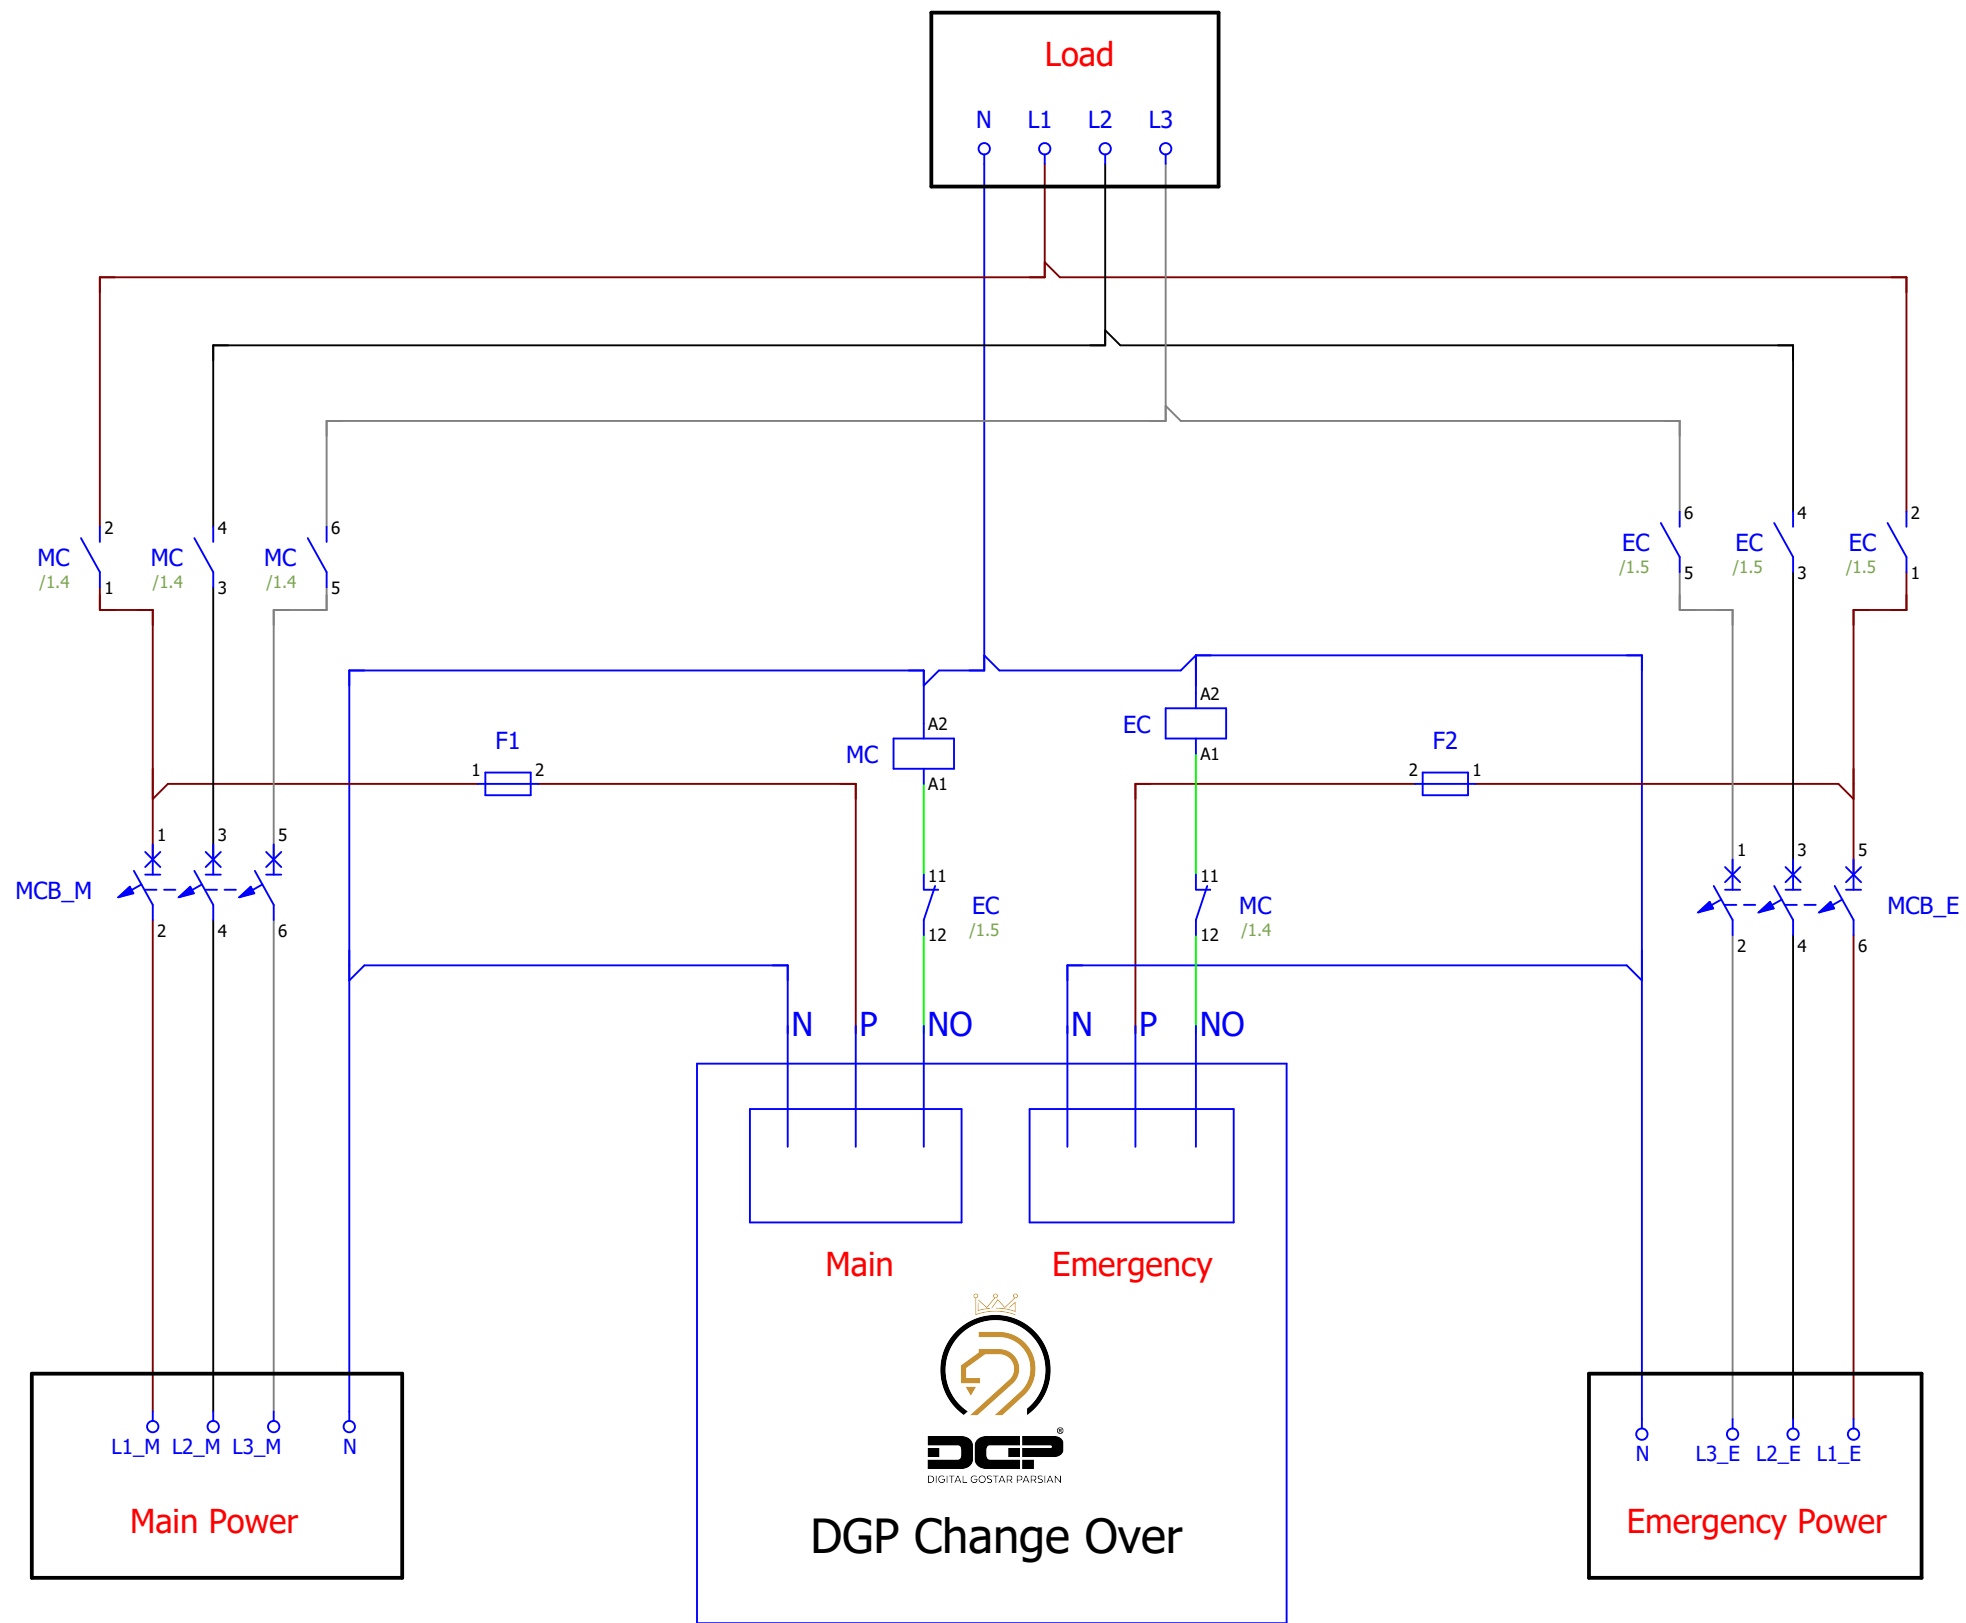 Load
N L1 L2 L3
2 4 6 6 4 2
MC MC MC EC EC EC
/1.4 /1.4 /1.4 /1.5 /1.5 /1.5
1 3 5 5 3 1
A2 A2
F1 MC EC F2
1 2 A1 A1 2 1
1 3 5 1 3 5
MCB_M 11 EC 11 MC MCB_E
2 4 6 12 /1.5 12 /1.4 2 4 6
N P NO N P NO
Main Emergency
L1_M L2_M L3_M N N L3_E L2_E L1_E
DGP®
DIGITAL GOSTAR PARSIAN
Main Power DGP Change Over Emergency Power